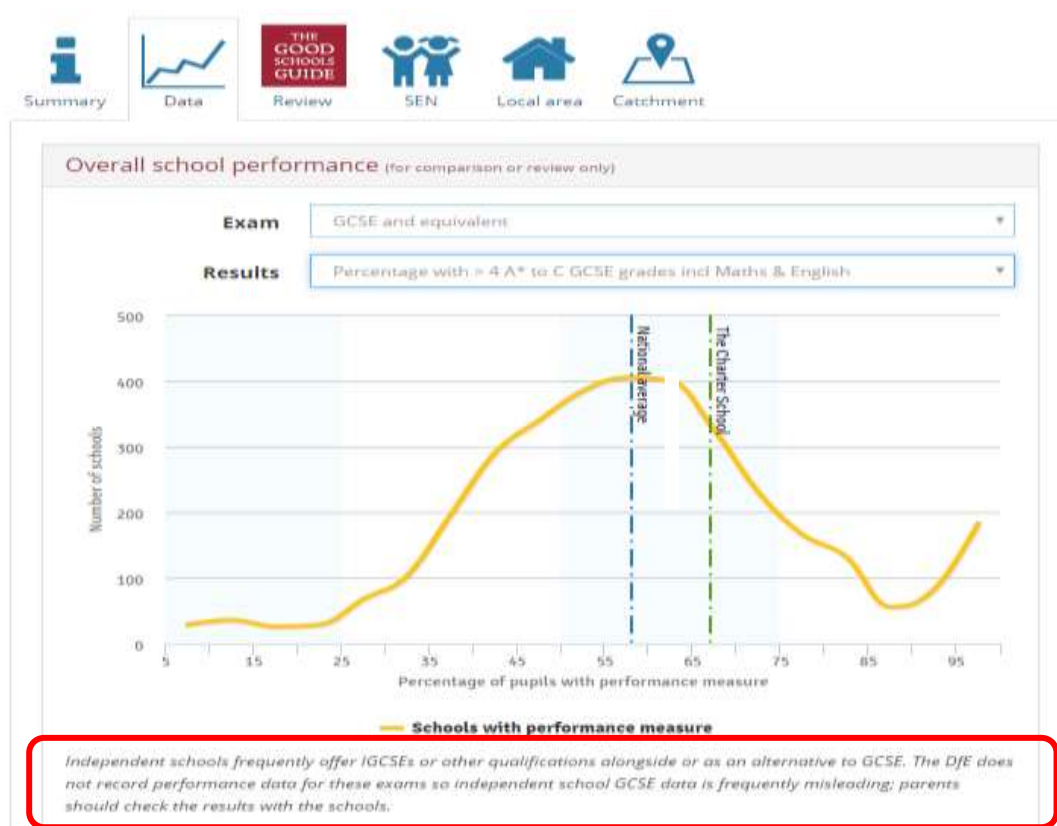 THE
GOOD
SCHOOLS
GUIDE
Summary Data Review SEN Local area Catchment
Overall school performance (for comparison or review only)
Exam GCSE and equivalent
Results Percentage with > 4 A* to C GCSE grades incl Maths & English
500
400
300
200
100
0
Number of schools
National average
The Charter School
5 15 25 35 45 55 65 75 85 95
Percentage of pupils with performance measure
Schools with performance measure
Independent schools frequently offer IGCSEs or other qualifications alongside or as an alternative to GCSE. The DfE does
not record performance data for these exams so independent school GCSE data is frequently misleading; parents
should check the results with the schools.